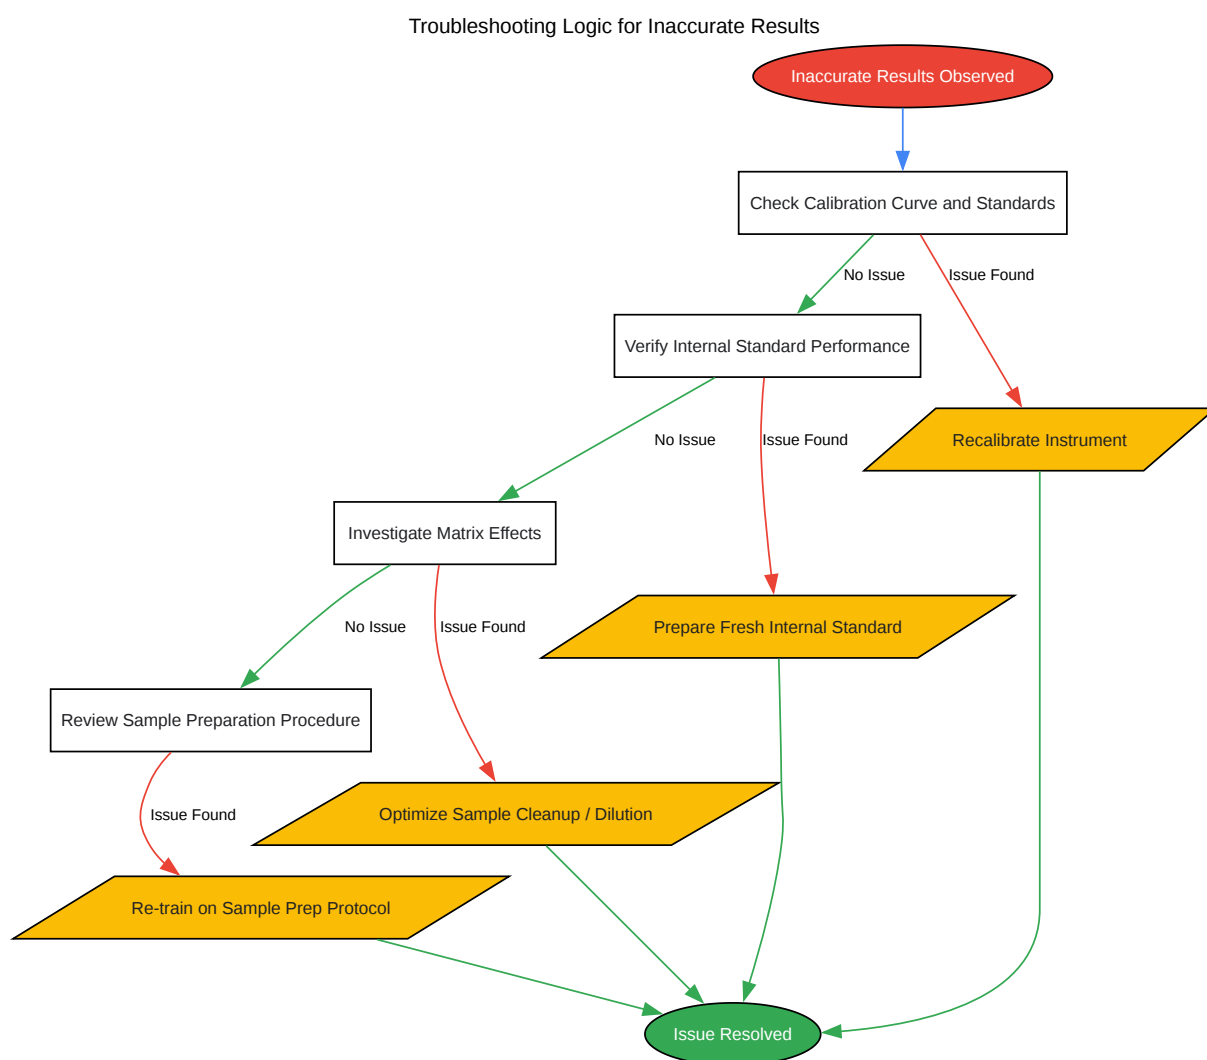 Troubleshooting Logic for Inaccurate Results
Inaccurate Results Observed
Check Calibration Curve and Standards
No Issue
Issue Found
Verify Internal Standard Performance
No Issue
Issue Found
Recalibrate Instrument
Investigate Matrix Effects
No Issue
Issue Found
Prepare Fresh Internal Standard
Review Sample Preparation Procedure
Issue Found
Optimize Sample Cleanup / Dilution
Re-train on Sample Prep Protocol
Issue Resolved